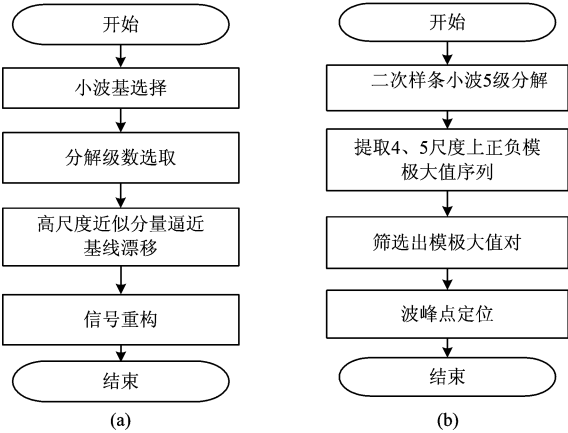 开始
小波基选择
分解级数选取
高尺度近似分量逼近
基线漂移
信号重构
结束
(a)
开始
二次样条小波5级分解
提取4、5尺度上正负模
极大值序列
筛选出模极大值对
波峰点定位
结束
(b)